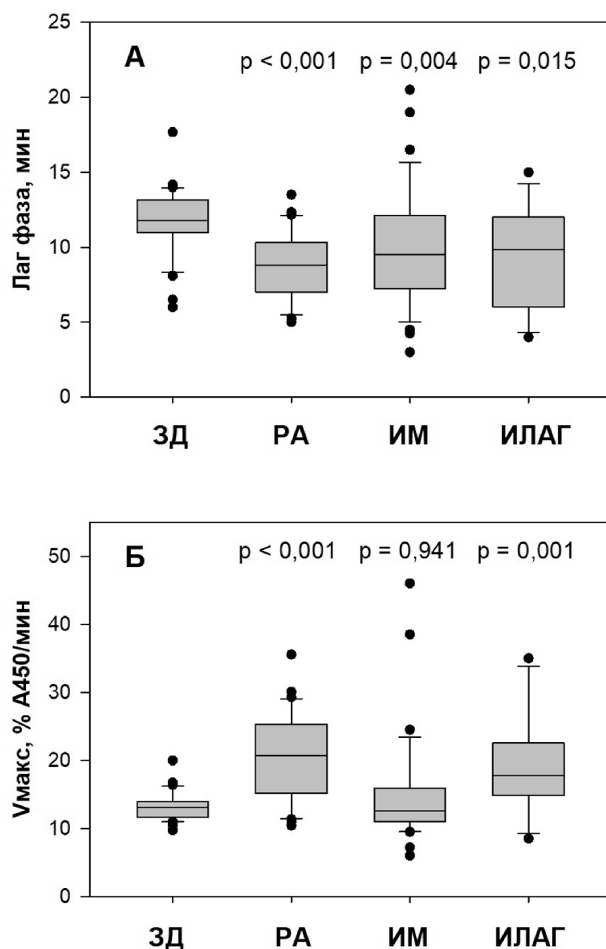 25
А
p < 0,001 p = 0,004 p = 0,015
20
15
10
5
0
Лаг фаза, мин
ЗД РА ИМ ИЛАГ
50
Б
p < 0,001 p = 0,941 p = 0,001
40
30
20
10
0
Vмакс, % А450/мин
ЗД РА ИМ ИЛАГ